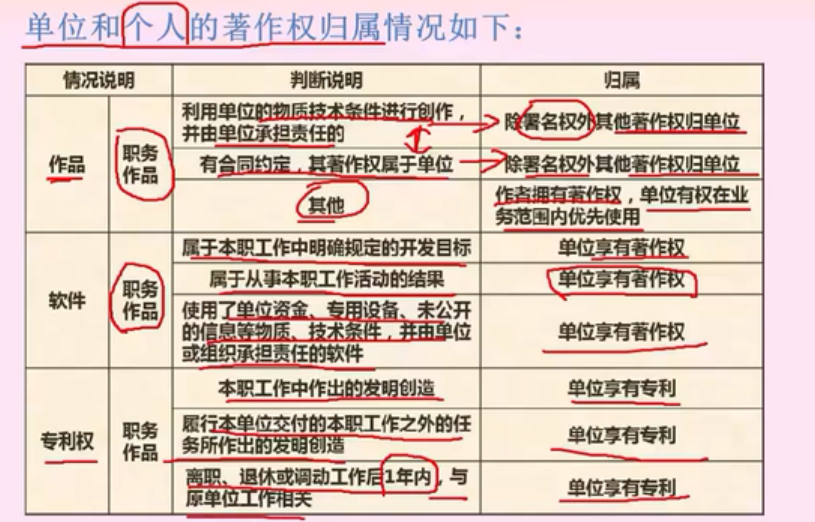 单位和个人的著作权归属情况如下：
情况说明 判断说明 归属
作品
职务
作品
利用单位的物质技术条件进行创作，
并由单位承担责任的
除署名权外其他著作权归单位
有合同约定，其著作权属于单位
除署名权外其他著作权归单位
其他
作者拥有著作权，单位有权在业
务范围内优先使用
软件
职务
作品
属于本职工作中明确规定的开发目标
单位享有著作权
属于从事本职工作活动的结果
单位享有著作权
使用了单位资金、专用设备、未公开
的信息等物质、技术条件，并由单位
或组织承担责任的软件
单位享有著作权
专利权
职务
作品
本职工作中作出的发明创造
单位享有专利
履行本单位交付的本职工作之外的任
务所作出的发明创造
单位享有专利
离职、退休或调动工作后1年内，与
原单位工作相关
单位享有专利